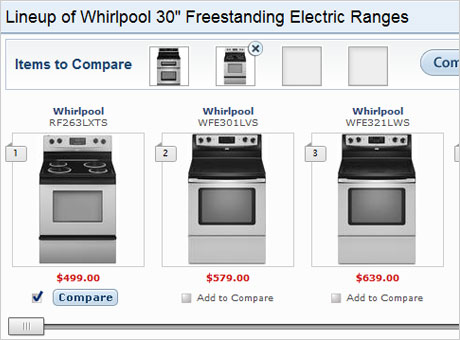 Lineup of Whirlpool 30" Freestanding Electric Ranges
Items to Compare
Com
Whirlpool
RF263LXTS
Whirlpool
WFE301LVS
Whirlpool
WFE321LWS
1
2
3
$499.00
$579.00
$639.00
Compare
Add to Compare
Add to Compare